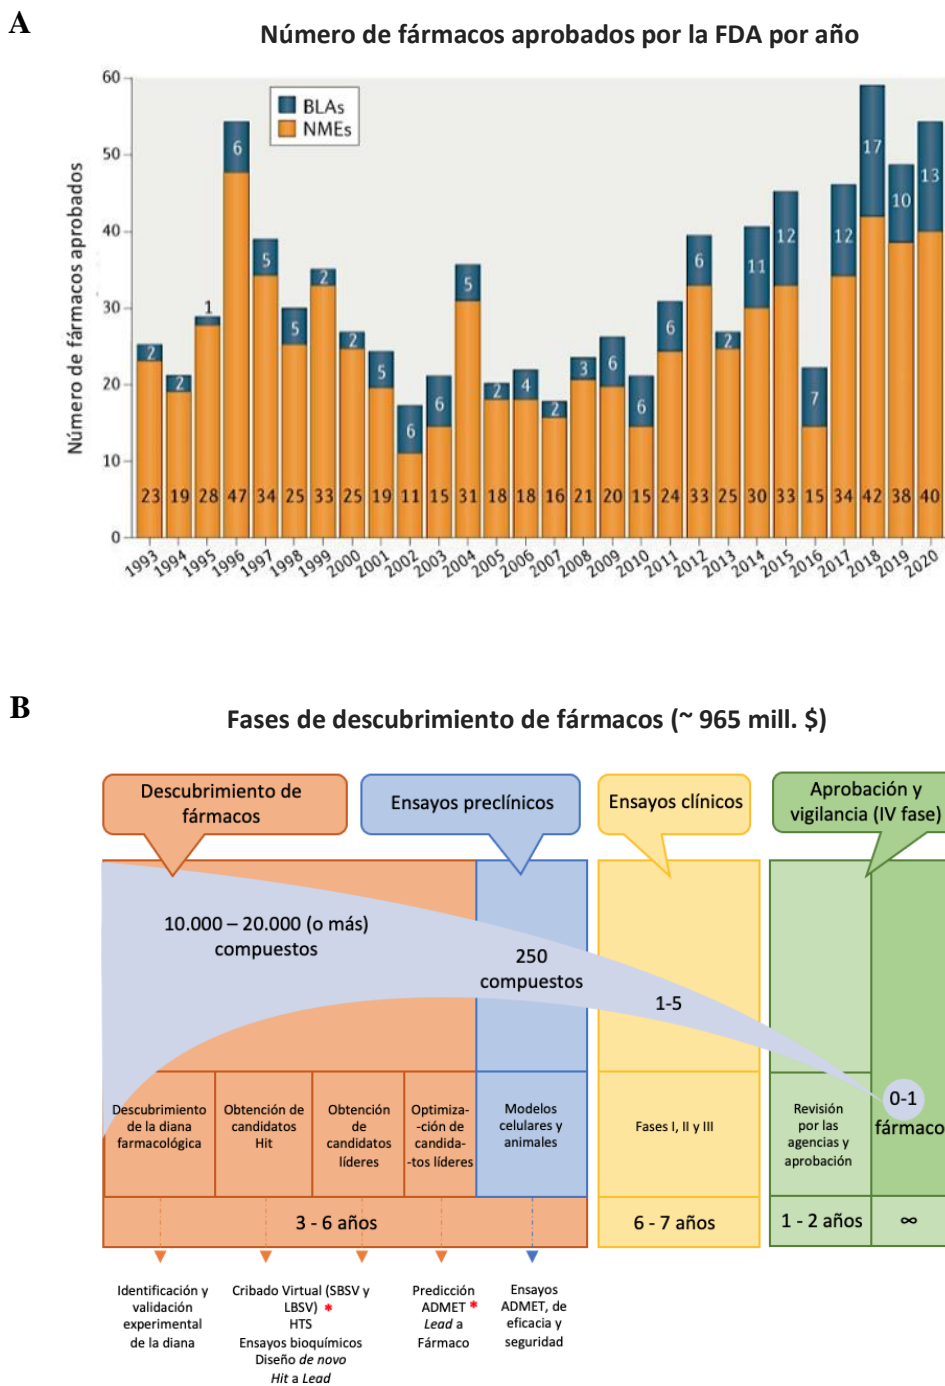 A
Número de fármacos aprobados por la FDA por año
Número de fármacos aprobados
60
50
40
30
20
10
0
BLAs
NMEs
2 2 1 6 5 5 2 2 5 6 6 5 2 4 2 3 6 6 6 6 2 11 12 7 12 17 10 13
23 19 28 47 34 25 33 25 19 11 15 31 18 18 16 21 20 15 24 33 25 30 33 15 34 42 38 40
1993 1994 1995 1996 1997 1998 1999 2000 2001 2002 2003 2004 2005 2006 2007 2008 2009 2010 2011 2012 2013 2014 2015 2016 2017 2018 2019 2020
B
Fases de descubrimiento de fármacos (~ 965 mill. $)
Descubrimiento de
fármacos
Ensayos preclínicos
Ensayos clínicos
Aprobación y
vigilancia (IV fase)
10.000 – 20.000 (o más)
compuestos
250
compuestos
1-5
0-1
fármaco
Descubrimiento
de la diana
farmacológica
Obtención de
candidatos
Hit
Obtención
de
candidatos
líderes
Optimiza-
-ción de
candida-
-tos líderes
Modelos
celulares y
animales
Fases I, II y III
Revisión
por las
agencias y
aprobación
3 - 6 años
6 - 7 años
1 - 2 años
∞
Identificación y
validación
experimental
de la diana
Cribado Virtual (SBSV y
LBSV) *
HTS
Ensayos bioquímicos
Diseño de novo
Hit a Lead
Predicción
ADMET *
Lead a
Fármaco
Ensayos
ADMET, de
eficacia y
seguridad